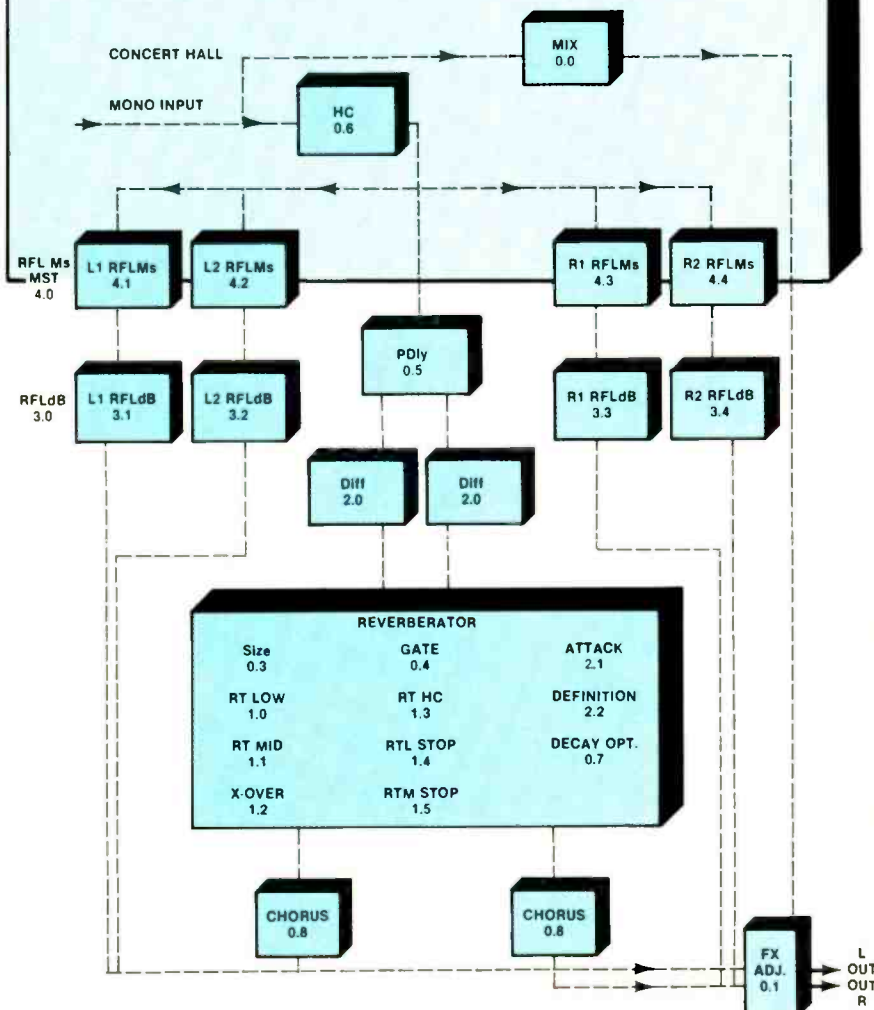 CONCERT HALL
MIX
0.0
MONO INPUT
HC
0.6
RFL Ms
MST
4.0
L1 RFLMs
4.1
L2 RFLMs
4.2
R1 RFLMs
4.3
R2 RFLMs
4.4
PDly
0.5
RFLdB
3.0
L1 RFLdB
3.1
L2 RFLdB
3.2
R1 RFLdB
3.3
R2 RFLdB
3.4
Diff
2.0
Diff
2.0
REVERBERATOR
Size
0.3
GATE
0.4
ATTACK
2.1
RT LOW
1.0
RT HC
1.3
DEFINITION
2.2
RT MID
1.1
RTL STOP
1.4
DECAY OPT.
0.7
X-OVER
1.2
RTM STOP
1.5
CHORUS
0.8
CHORUS
0.8
FX
ADJ.
0.1
L
OUT
OUT
R